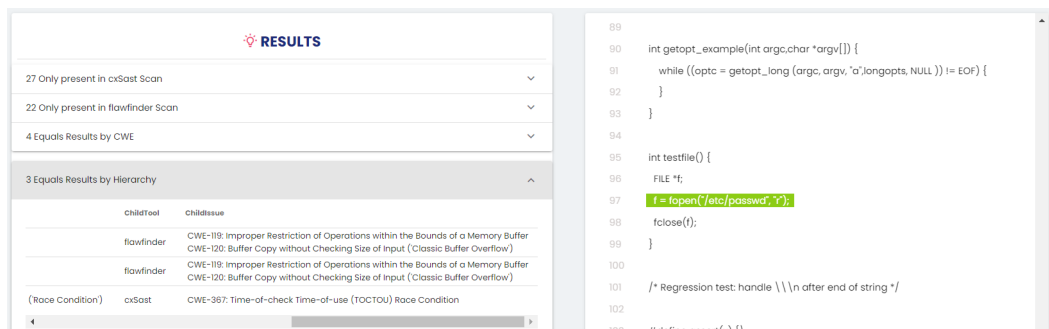 RESULTS
27 Only present in cxSast Scan
22 Only present in flawfinder Scan
4 Equals Results by CWE
3 Equals Results by Hierarchy
ChildTool ChildIssue
flawfinder CWE-119: Improper Restriction of Operations within the Bounds of a Memory Buffer
CWE-120: Buffer Copy without Checking Size of Input ('Classic Buffer Overflow')
flawfinder CWE-119: Improper Restriction of Operations within the Bounds of a Memory Buffer
CWE-120: Buffer Copy without Checking Size of Input ('Classic Buffer Overflow')
('Race Condition') cxSast CWE-367: Time-of-check Time-of-use (TOCTOU) Race Condition
89
90 int getopt_example(int argc,char *argv[]) {
91 while ((optc = getopt_long (argc, argv, "a",longopts, NULL )) != EOF) {
92 }
93 }
94
95 int testfile() {
96 FILE *f;
97 f = fopen("/etc/passwd", "r");
98 fclose(f);
99 }
100
101 /* Regression test: handle \\\n after end of string */
102